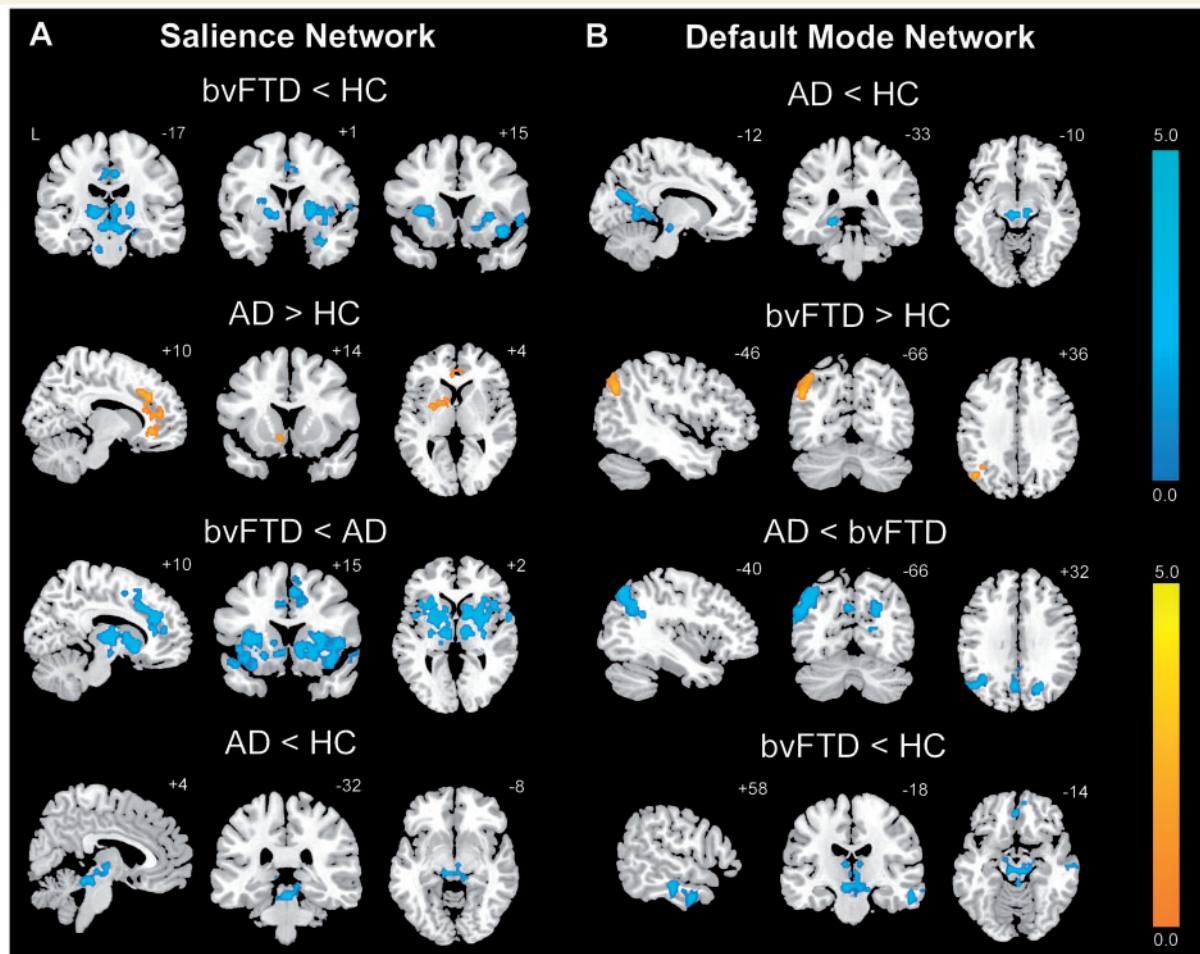 A Salience Network
bvFTD < HC
L -17 +1 +15
AD > HC
+10 +14 +4
bvFTD < AD
+10 +15 +2
AD < HC
+4 -32 -8
B Default Mode Network
AD < HC
-12 -33 -10
bvFTD > HC
-46 -66 +36
AD < bvFTD
-40 -66 +32
bvFTD < HC
+58 -18 -14
5.0
0.0
5.0
0.0